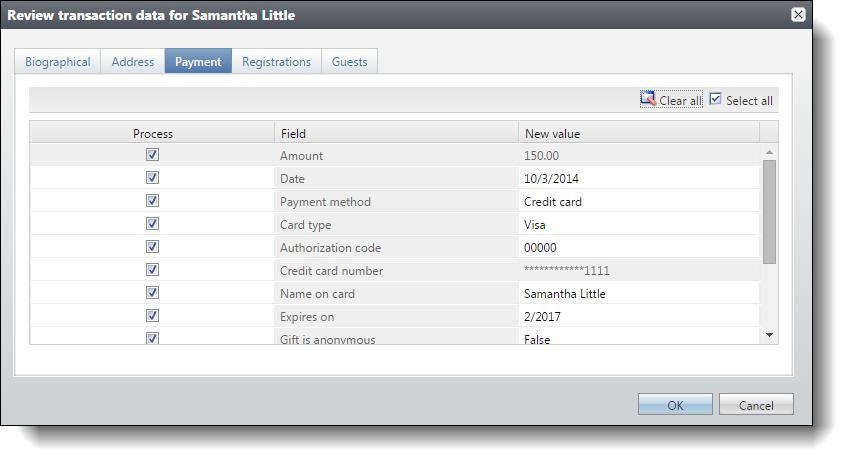 Review transaction data for Samantha Little
Biographical Address Payment Registrations Guests
Clear all Select all
Process Field New value
Amount 150.00
Date 10/3/2014
Payment method Credit card
Card type Visa
Authorization code 00000
Credit card number ************1111
Name on card Samantha Little
Expires on 2/2017
Gift is anonymous False
OK Cancel